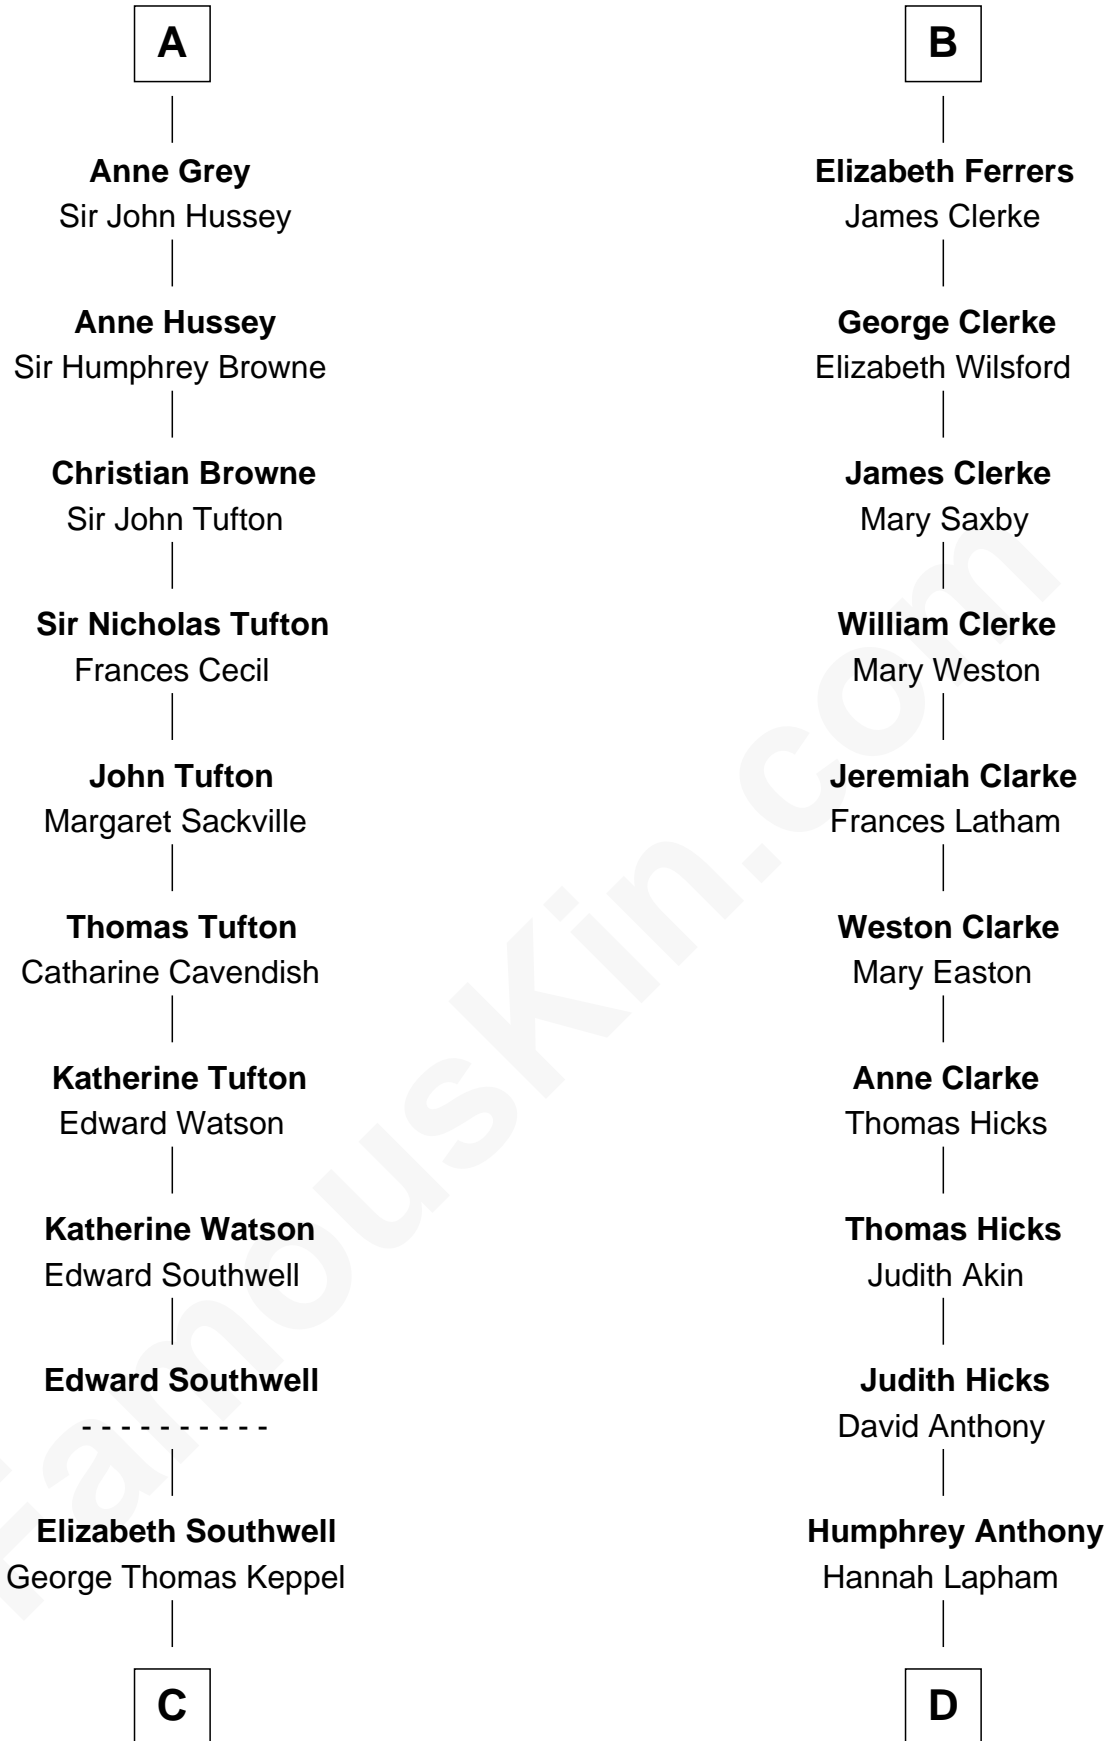 A
Anne Grey
Sir John Hussey
Anne Hussey
Sir Humphrey Browne
Christian Browne
Sir John Tufton
Sir Nicholas Tufton
Frances Cecil
John Tufton
Margaret Sackville
Thomas Tufton
Catharine Cavendish
Katherine Tufton
Edward Watson
Katherine Watson
Edward Southwell
Edward Southwell
- - - - - - - - - -
Elizabeth Southwell
George Thomas Keppel
C
B
Elizabeth Ferrers
James Clerke
George Clerke
Elizabeth Wilsford
James Clerke
Mary Saxby
William Clerke
Mary Weston
Jeremiah Clarke
Frances Latham
Weston Clarke
Mary Easton
Anne Clarke
Thomas Hicks
Thomas Hicks
Judith Akin
Judith Hicks
David Anthony
Humphrey Anthony
Hannah Lapham
D
FamousKin.com